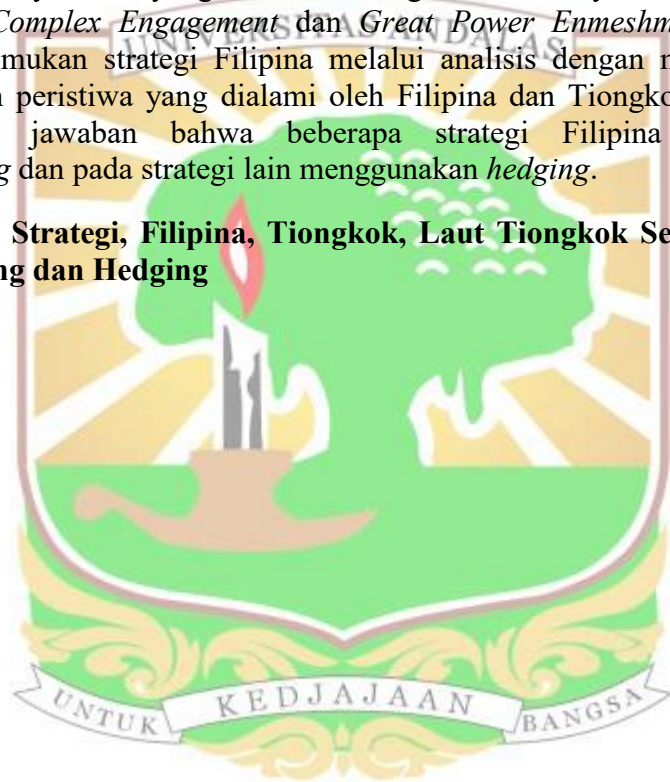 Complex Engagement dan Great Power Enmeshm
UNIVERSITAS ANDALAS
mukan strategi Filipina melalui analisis dengan
peristiwa yang dialami oleh Filipina dan Tiongko
jawaban bahwa beberapa strategi Filipina
g dan pada strategi lain menggunakan hedging.
Strategi, Filipina, Tiongkok, Laut Tiongkok Se
ng dan Hedging
UNTUK KEDJAJAAN BANGSA